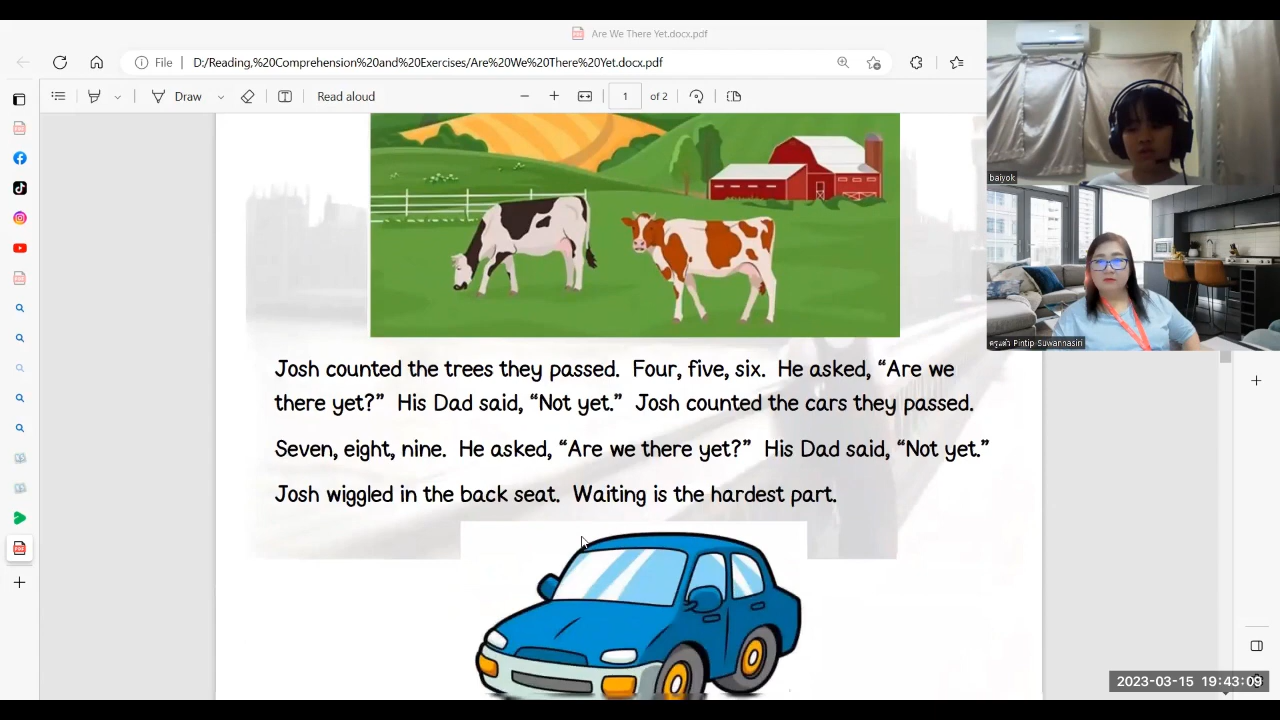 Are We There Yet.docx.pdf
File
D:/Reading,%20Comprehension%20 %20Exercises/Are%20We%20There%20Yet.docx.pdf
Draw
Read aloud
1
of 2
baiyok
Pintip Suwannasiri
Josh counted the trees they passed. Four, five, six. He asked, “Are we
there yet?” His Dad said, “Not yet.” Josh counted the cars they passed.
Seven, eight, nine. He asked, “Are we there yet?” His Dad said, “Not yet.”
Josh wiggled in the back seat. Waiting is the hardest part.
2023-03-15 19:43:09